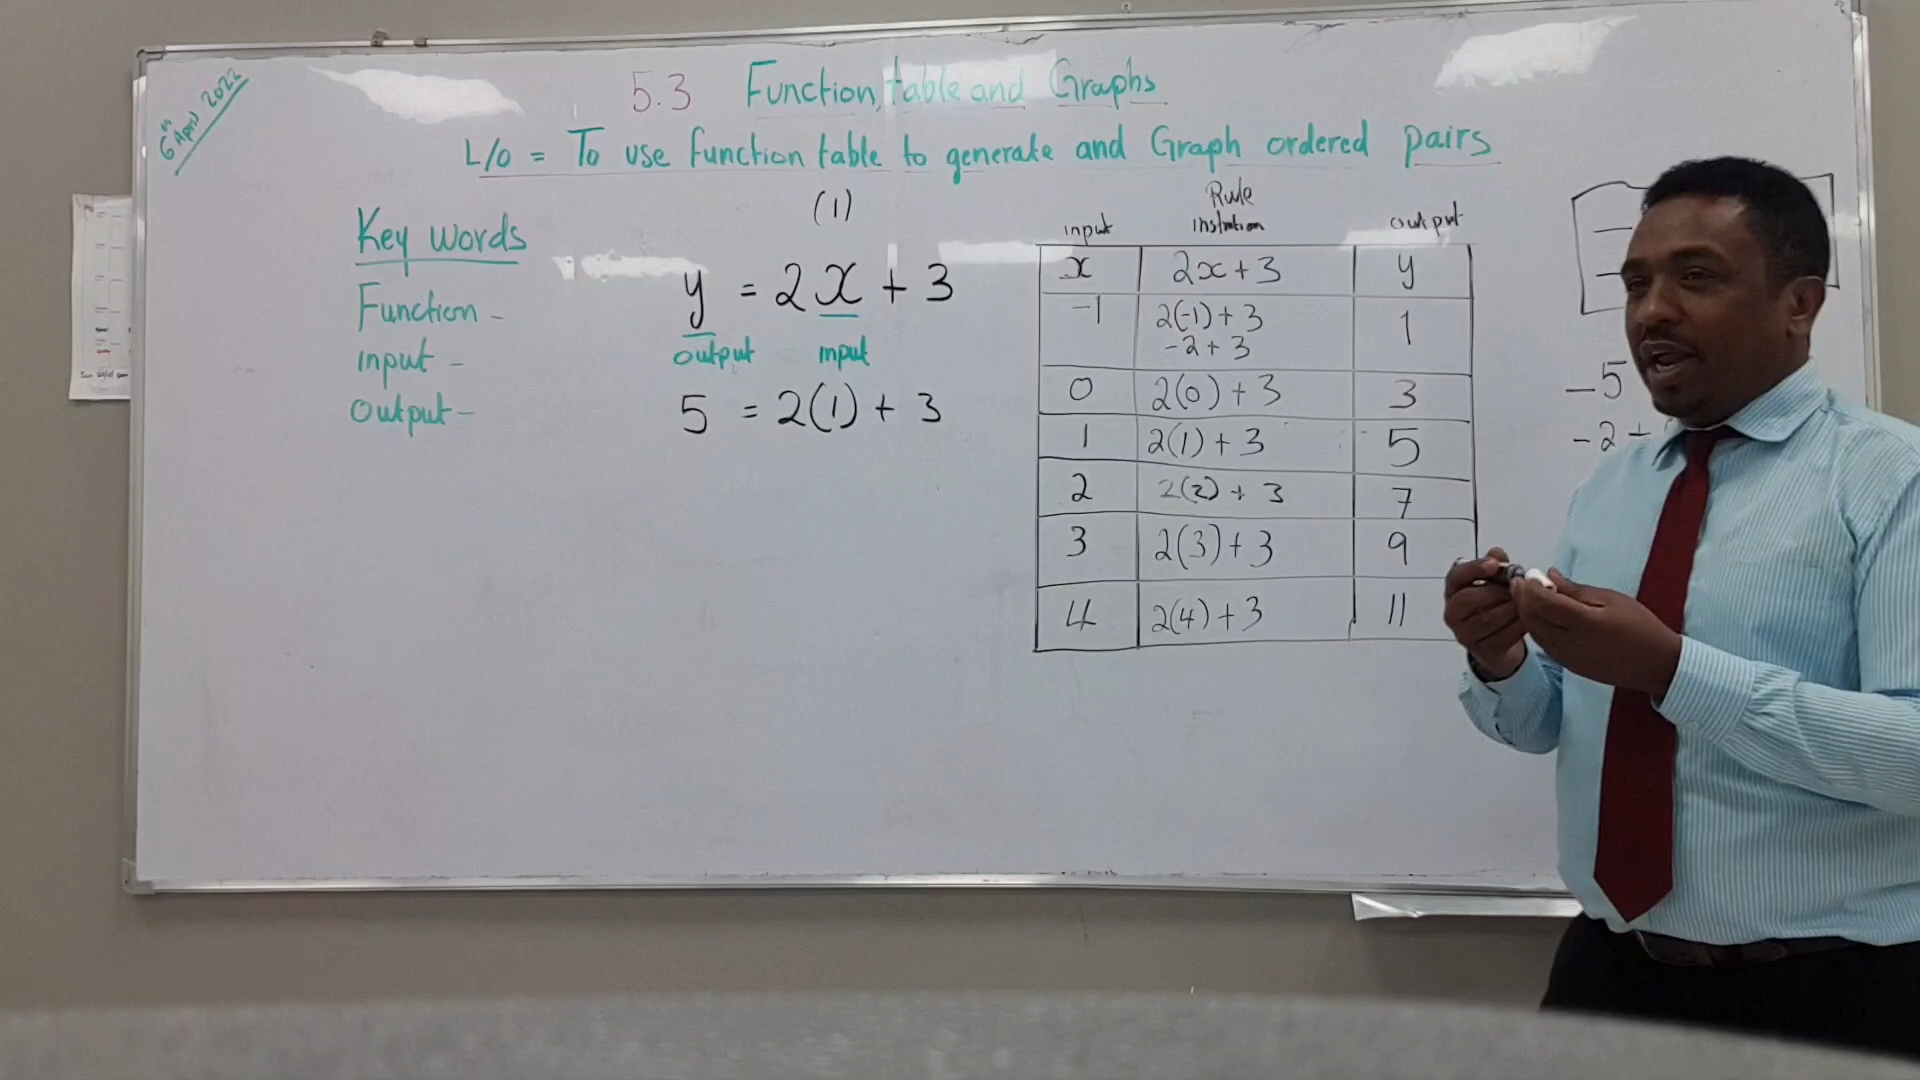 6th April 2022
5.3 Function, table and Graphs
L/o = To use function table to generate and Graph ordered pairs
Key words
Function -
input -
Output -
(1)
y = 2x + 3
output input
5 = 2(1) + 3
Rule
input Instrution output
x 2x+3 y
-1 2(-1) + 3 1
-2 + 3
0 2(0) + 3 3
1 2(1) + 3 5
2 2(2) + 3 7
3 2(3) + 3 9
4 2(4) + 3 11
-5
-2 +